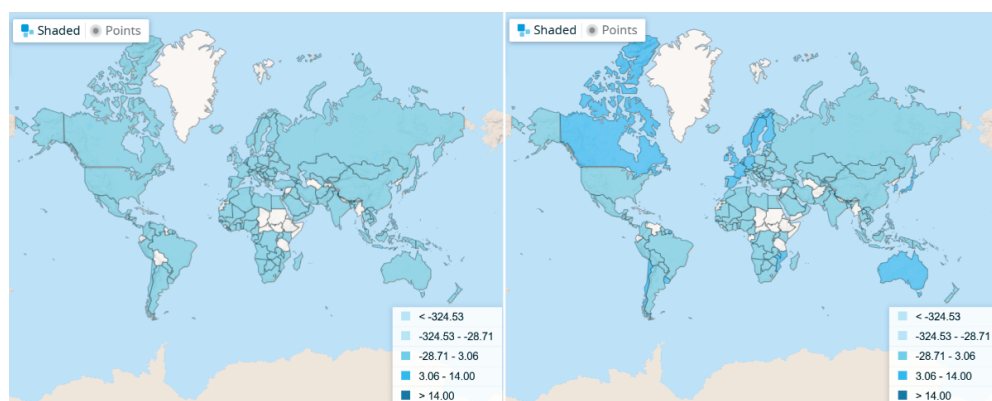 Shaded Points
< -324.53
-324.53 - -28.71
-28.71 - 3.06
3.06 - 14.00
> 14.00
Shaded Points
< -324.53
-324.53 - -28.71
-28.71 - 3.06
3.06 - 14.00
> 14.00